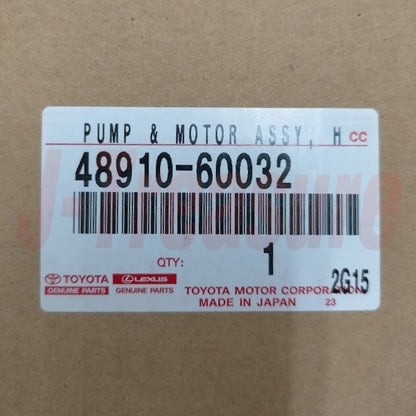 PUMP & MOTOR ASSY, H CC
48910-60032
J-Treasure
QTY: 1
2G15
TOYOTA LEXUS
GENUINE PARTS GENUINE PARTS
TOYOTA MOTOR CORPORATION
MADE IN JAPAN 23